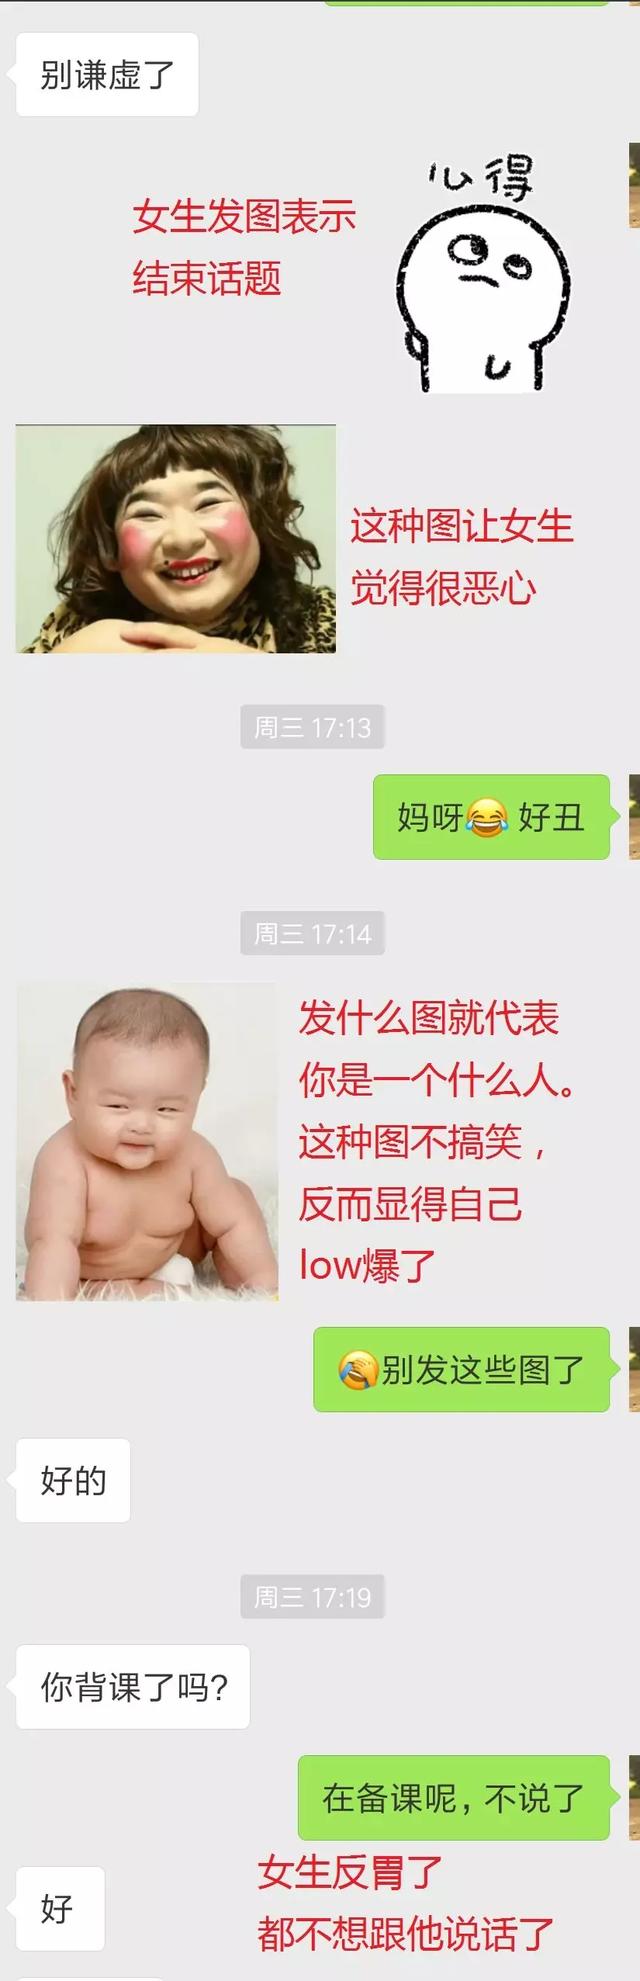 别谦虚了
心得
女生发图表示
结束话题
这种图让女生
觉得很恶心
周三 17:13
妈呀😂 好丑
周三 17:14
发什么图就代表
你是一个什么人。
这种图不搞笑，
反而显得自己
low爆了
🤣别发这些图了
好的
周三 17:19
你背课了吗?
在备课呢, 不说了
女生反胃了
好
都不想跟他说话了